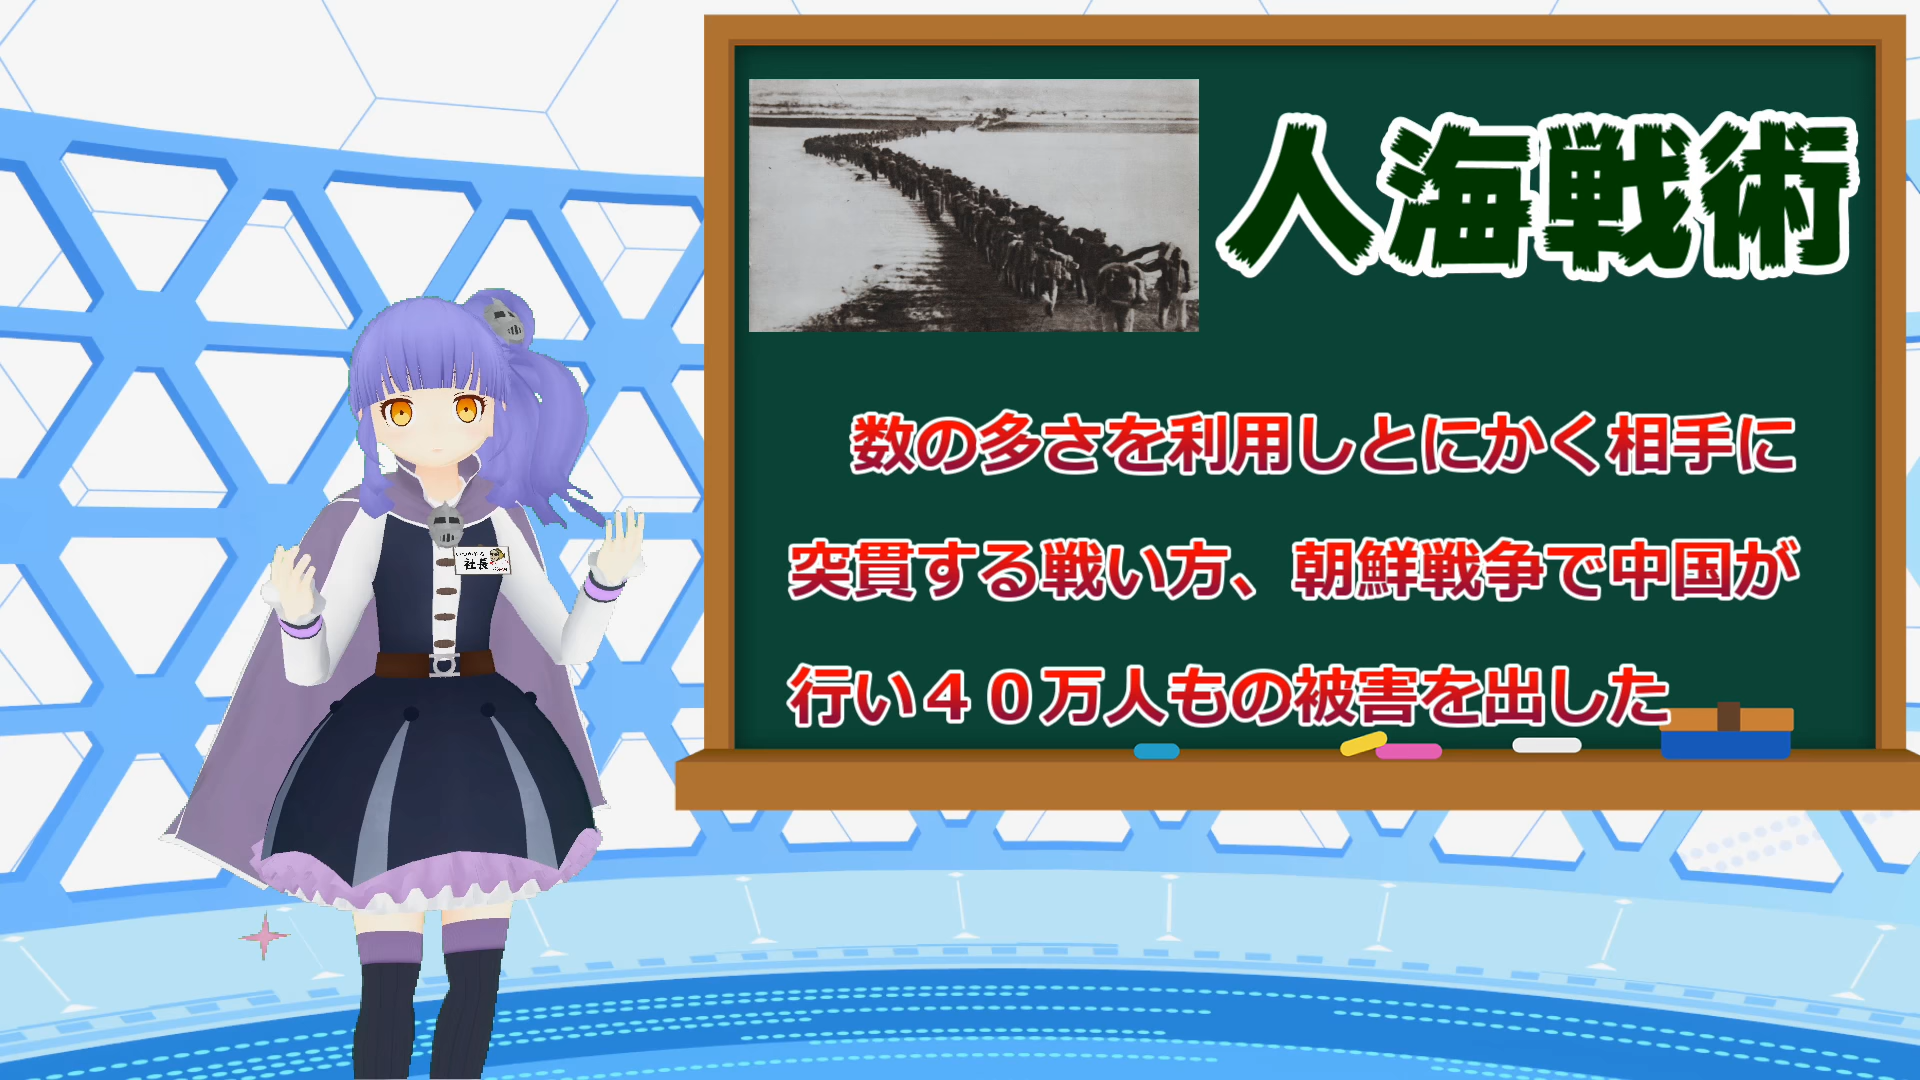 人海戦術
数の多さを利用しとにかく相手に
突貫する戦い方、朝鮮戦争で中国が
行い４０万人もの被害を出した
社長